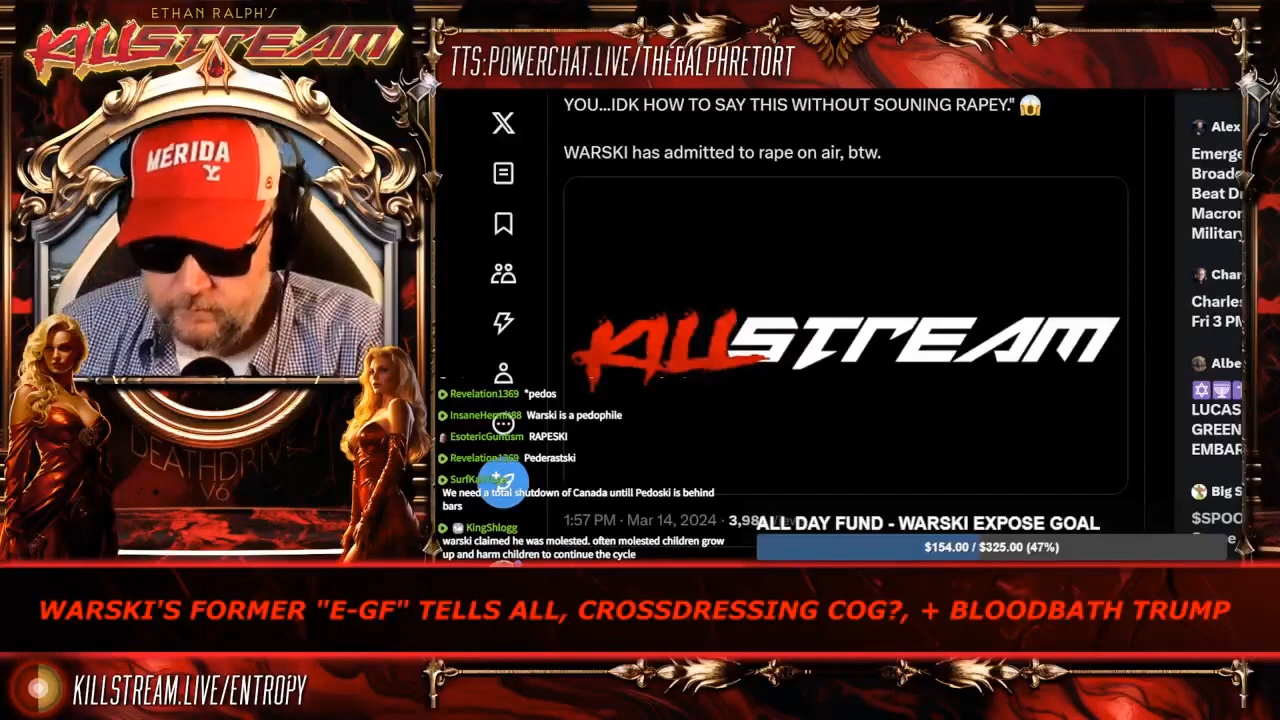 ETHAN RALPH'S
KILLSTREAM
TTS:POWERCHAT.LIVE/THERALPHRETORT
YOU...IDK HOW TO SAY THIS WITHOUT SOUNING RAPEY." 😱
WARSKI has admitted to rape on air, btw.
MÉRIDA
Y
KILLSTREAM
Alex
Emerge
Broadc
Beat Dr
Macron
Military
Char
Charles
Fri 3 PM
Albe
LUCAS
GREEN
EMBAR
Big S
$SPOO
Revelation1369 *pedos
InsaneHermit88 Warski is a pedophile
EsotericGuntism RAPESKI
Revelation1369 Pederastski
We need a total shutdown of Canada untill Pedoski is behind
bars
KingShlogg
warski claimed he was molested. often molested children grow
up and harm children to continue the cycle
1:57 PM · Mar 14, 2024 ·
ALL DAY FUND - WARSKI EXPOSE GOAL
$154.00 / $325.00 (47%)
DEATHDRIVE
V6
WARSKI'S FORMER "E-GF" TELLS ALL, CROSSDRESSING COG?, + BLOODBATH TRUMP
KILLSTREAM.LIVE/ENTROPY